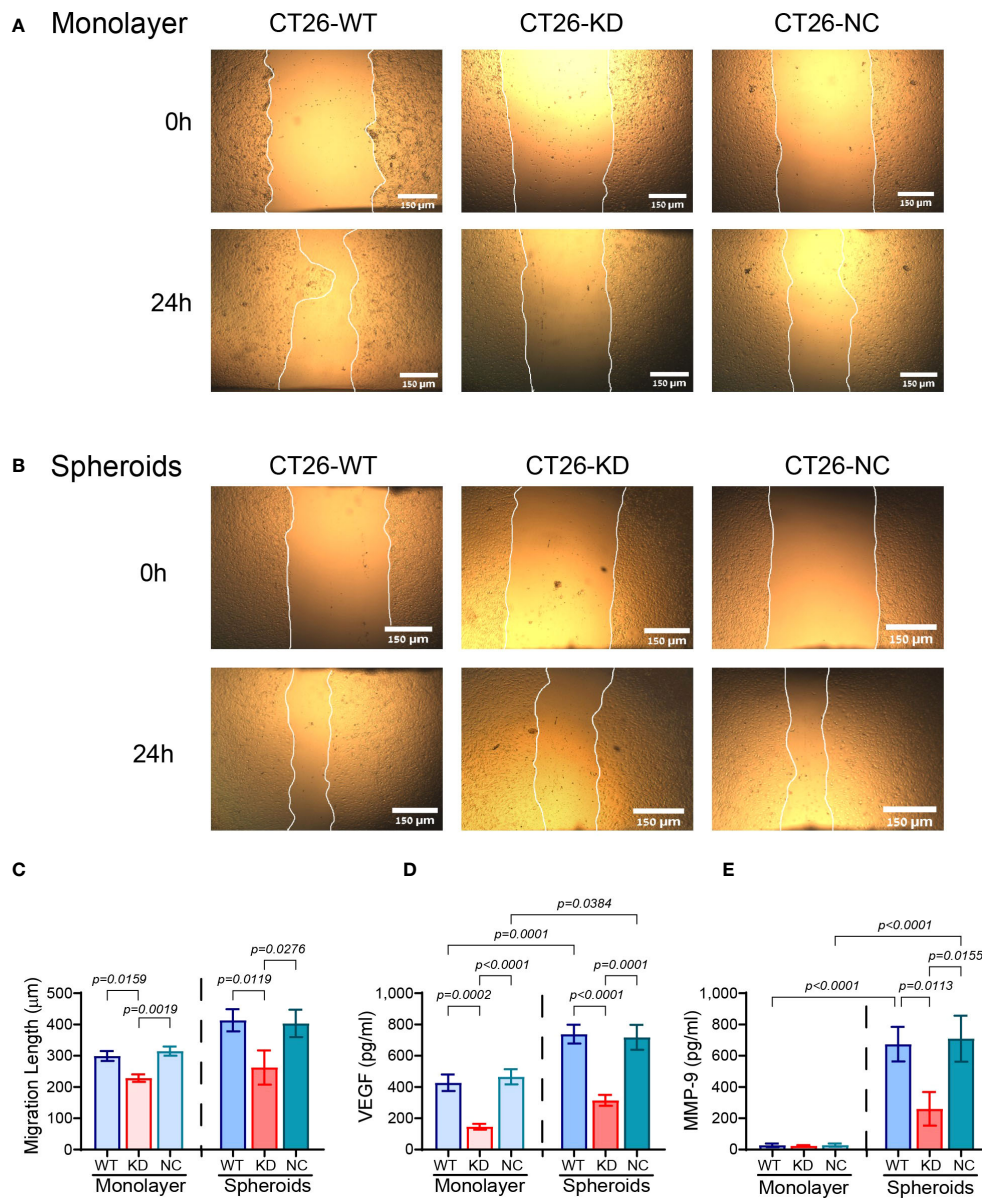 A Monolayer CT26-WT CT26-KD CT26-NC
0h
150 µm 150 µm 150 µm
24h
150 µm 150 µm 150 µm
B Spheroids CT26-WT CT26-KD CT26-NC
0h
150 µm 150 µm 150 µm
24h
150 µm 150 µm 150 µm
C
Migration Length (µm)
500
400
300
200
100
0
p=0.0159
p=0.0019
p=0.0119
p=0.0276
WT KD NC WT KD NC
Monolayer Spheroids
D
VEGF (pg/ml)
1,000
800
600
400
200
0
p=0.0384
p=0.0001
p<0.0001
p=0.0002
p=0.0001
p<0.0001
WT KD NC WT KD NC
Monolayer Spheroids
E
MMP-9 (pg/ml)
1,000
800
600
400
200
0
p<0.0001
p=0.0155
p<0.0001
p=0.0113
WT KD NC WT KD NC
Monolayer Spheroids